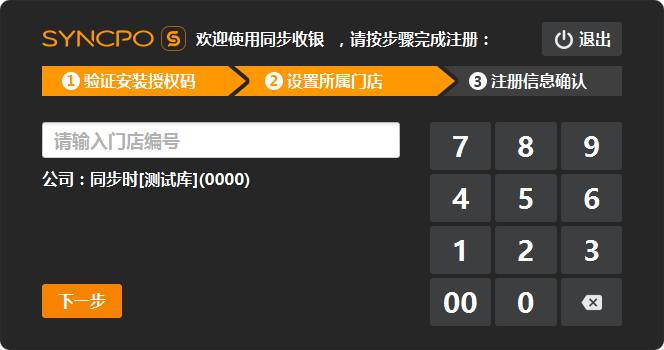 SYNCPO S 欢迎使用同步收银 ，请按步骤完成注册： 退出
1 验证安装授权码 2 设置所属门店 3 注册信息确认
请输入门店编号
公司：同步时[测试库](0000)
下一步
7 8 9
4 5 6
1 2 3
00 0